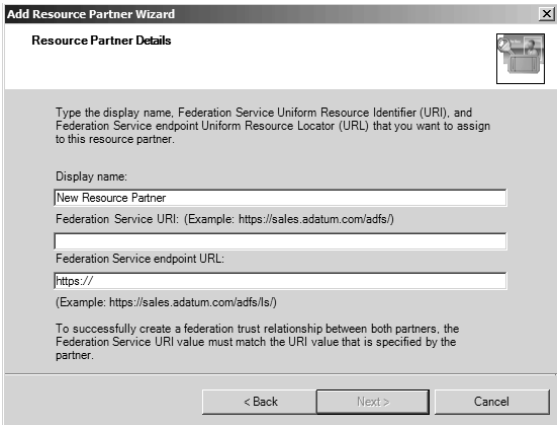 Add Resource Partner Wizard
Resource Partner Details
Type the display name, Federation Service Uniform Resource Identifier (URI), and
Federation Service endpoint Uniform Resource Locator (URL) that you want to assign
to this resource partner.
Display name:
New Resource Partner
Federation Service URI: (Example: https://sales.adatum.com/adfs/)
Federation Service endpoint URL:
https://
(Example: https://sales.adatum.com/adfs/ls/)
To successfully create a federation trust relationship between both partners, the
Federation Service URI value must match the URI value that is specified by the
partner.
< Back Next > Cancel